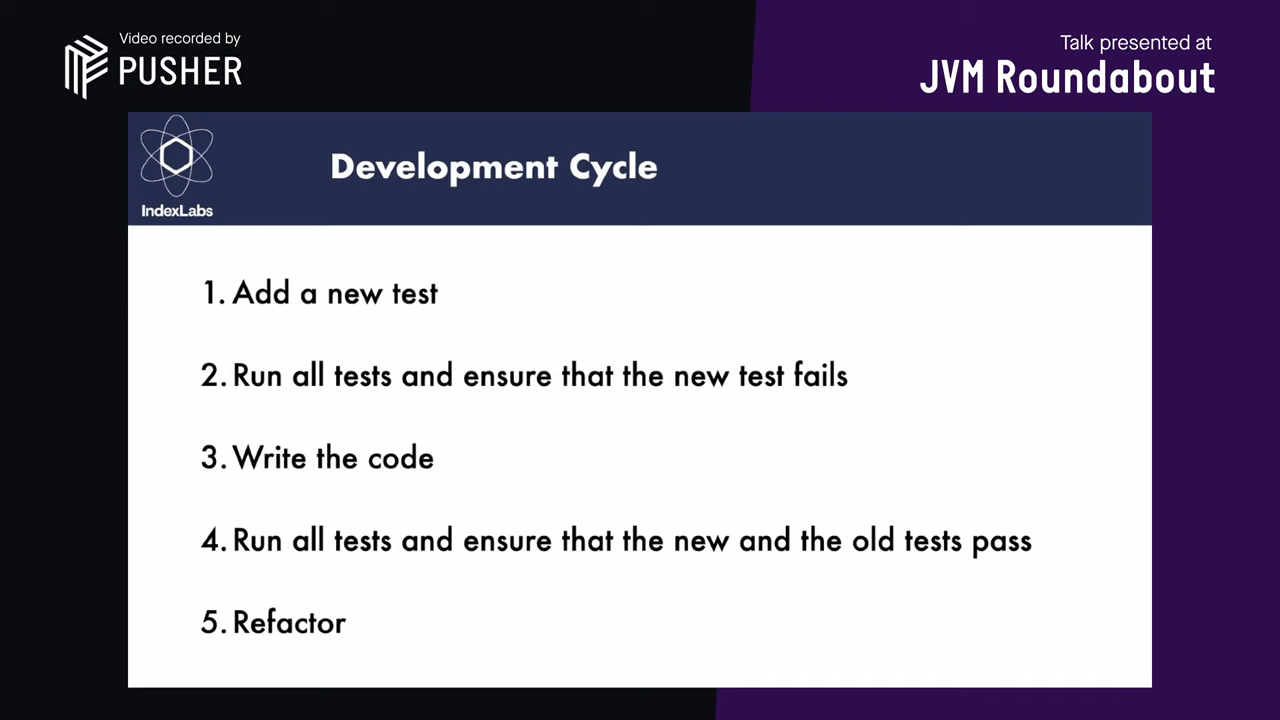 Video recorded by
PUSHER
Talk presented at
JVM Roundabout
IndexLabs
Development Cycle
1. Add a new test
2. Run all tests and ensure that the new test fails
3. Write the code
4. Run all tests and ensure that the new and the old tests pass
5. Refactor